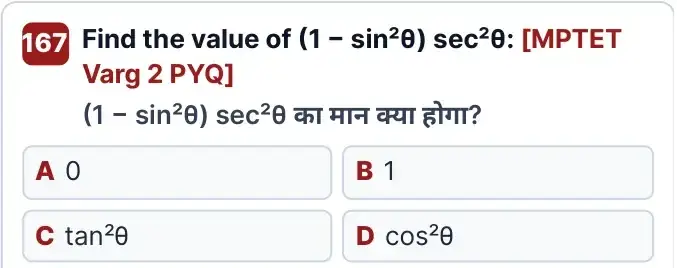 167 Find the value of (1 − sin²θ) sec²θ: [MPTET
Varg 2 PYQ]
(1 − sin²θ) sec²θ का मान क्या होगा?
A 0
B 1
C tan²θ
D cos²θ